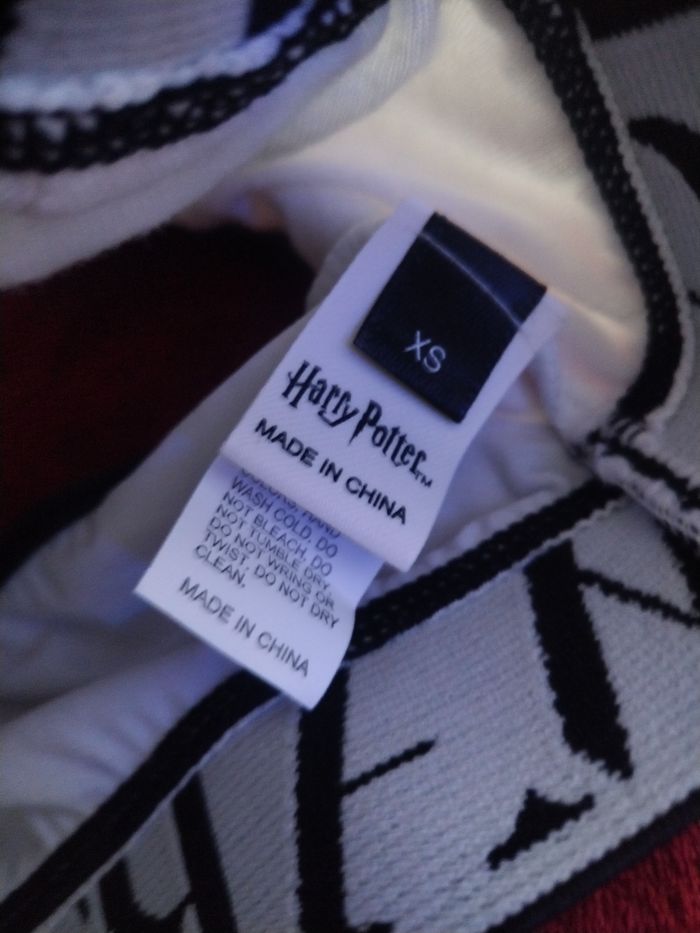 XS
Harry Potter™
MADE IN CHINA
WASH COLD. DO
NOT BLEACH, DO
NOT TUMBLE DRY.
DO NOT WRING OR
TWIST. DO NOT DRY
CLEAN.
MADE IN CHINA